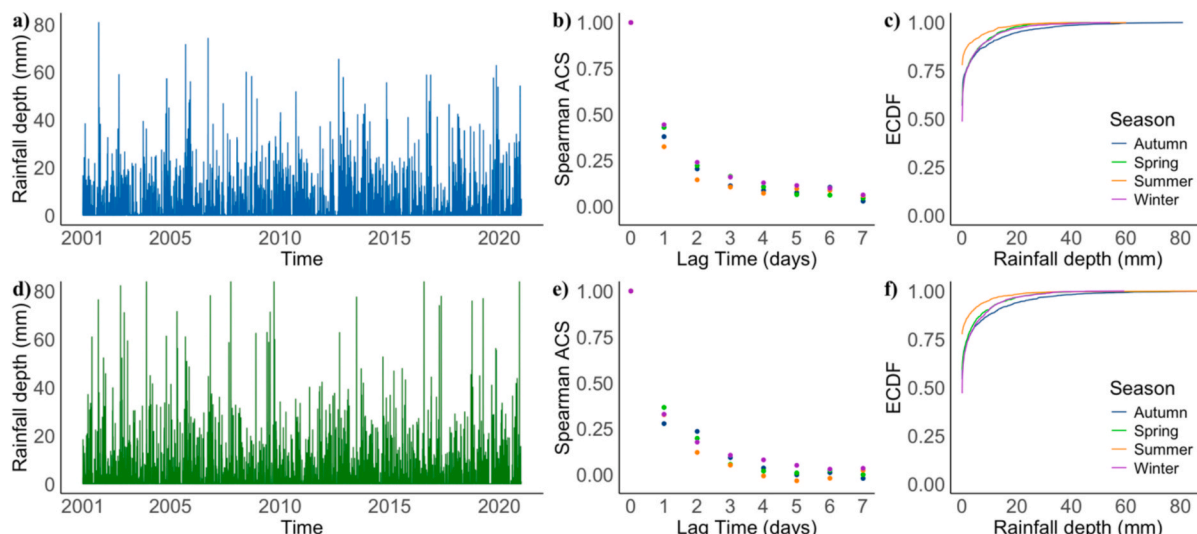 a)
Rainfall depth (mm)
80
60
40
20
0
2001
2005
2010
2015
2020
Time
b)
Spearman ACS
1.00
0.75
0.50
0.25
0.00
0 1 2 3 4 5 6 7
Lag Time (days)
c)
ECDF
1.00
0.75
0.50
0.25
0.00
Season
Autumn
Spring
Summer
Winter
0 20 40 60 80
Rainfall depth (mm)
d)
Rainfall depth (mm)
80
60
40
20
0
2001
2005
2010
2015
2020
Time
e)
Spearman ACS
1.00
0.75
0.50
0.25
0.00
0 1 2 3 4 5 6 7
Lag Time (days)
f)
ECDF
1.00
0.75
0.50
0.25
0.00
Season
Autumn
Spring
Summer
Winter
0 20 40 60 80
Rainfall depth (mm)